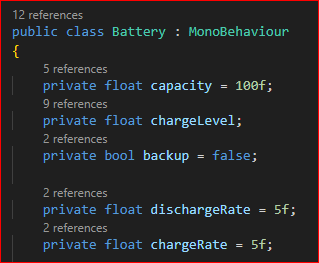 12 references
public class Battery : MonoBehaviour
{
5 references
private float capacity = 100f;
9 references
private float chargeLevel;
2 references
private bool backup = false;
2 references
private float dischargeRate = 5f;
2 references
private float chargeRate = 5f;